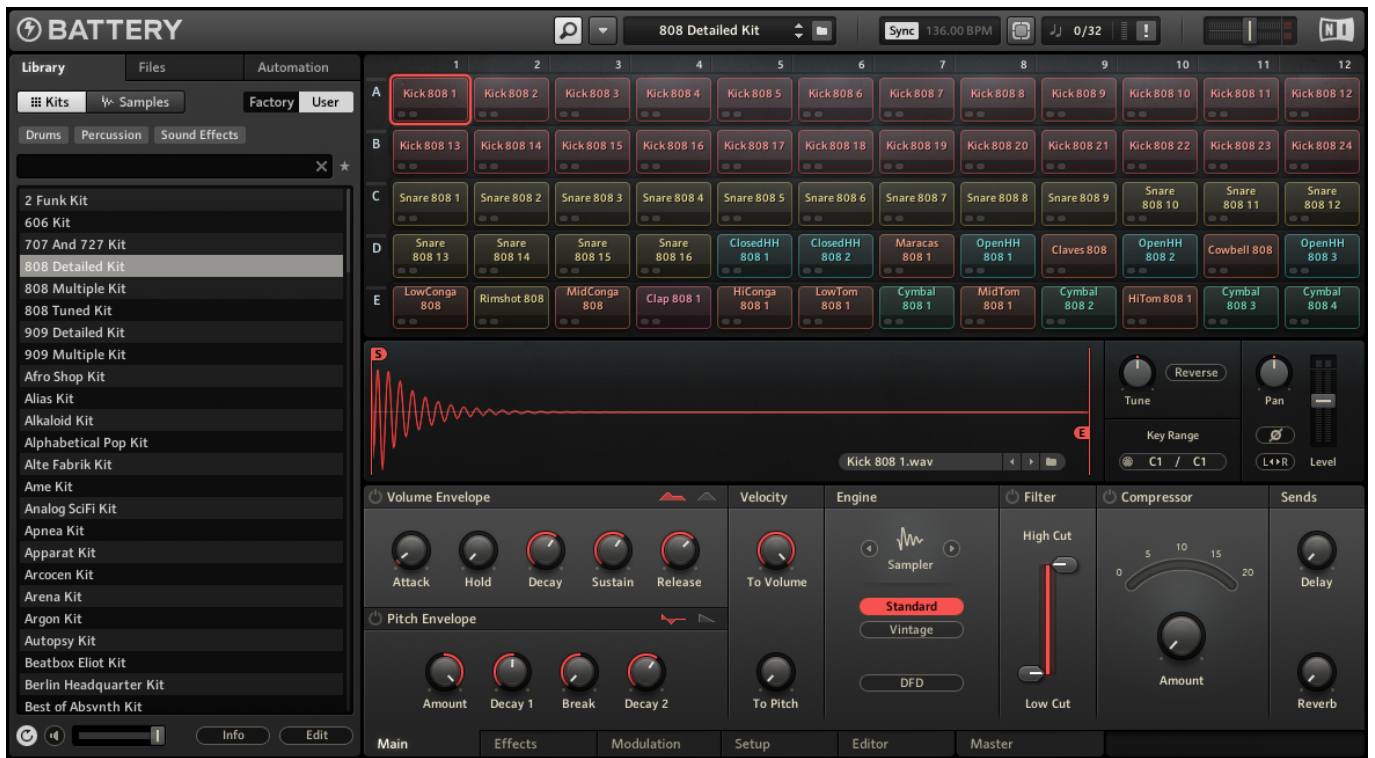 BATTERY
808 Detailed Kit
Sync 136.00 BPM
0/32
!
Library Files Automation
Kits Samples Factory User
Drums Percussion Sound Effects
2 Funk Kit
606 Kit
707 And 727 Kit
808 Detailed Kit
808 Multiple Kit
808 Tuned Kit
909 Detailed Kit
909 Multiple Kit
Afro Shop Kit
Alias Kit
Alkaloid Kit
Alphabetical Pop Kit
Alte Fabrik Kit
Ame Kit
Analog SciFi Kit
Apnea Kit
Apparat Kit
Arcocen Kit
Arena Kit
Argon Kit
Autopsy Kit
Beatbox Eliot Kit
Berlin Headquarter Kit
Best of Absynth Kit
Info Edit
1 2 3 4 5 6 7 8 9 10 11 12
A Kick 808 1 Kick 808 2 Kick 808 3 Kick 808 4 Kick 808 5 Kick 808 6 Kick 808 7 Kick 808 8 Kick 808 9 Kick 808 10 Kick 808 11 Kick 808 12
B Kick 808 13 Kick 808 14 Kick 808 15 Kick 808 16 Kick 808 17 Kick 808 18 Kick 808 19 Kick 808 20 Kick 808 21 Kick 808 22 Kick 808 23 Kick 808 24
C Snare 808 1 Snare 808 2 Snare 808 3 Snare 808 4 Snare 808 5 Snare 808 6 Snare 808 7 Snare 808 8 Snare 808 9 Snare 808 10 Snare 808 11 Snare 808 12
D Snare 808 13 Snare 808 14 Snare 808 15 Snare 808 16 ClosedHH 808 1 ClosedHH 808 2 Maracas 808 1 OpenHH 808 1 Claves 808 OpenHH 808 2 Cowbell 808 OpenHH 808 3
E LowConga 808 Rimshot 808 MidConga 808 Clap 808 1 HiConga 808 1 LowTom 808 1 Cymbal 808 1 MidTom 808 1 Cymbal 808 2 HiTom 808 1 Cymbal 808 3 Cymbal 808 4
S
E
Kick 808 1.wav
Tune Reverse
Key Range
C1 / C1
Pan
L R Level
Volume Envelope
Attack Hold Decay Sustain Release
Pitch Envelope
Amount Decay 1 Break Decay 2
Velocity
To Volume
To Pitch
Engine
Sampler
Standard
Vintage
DFD
Filter
High Cut
Low Cut
Compressor
0 5 10 15 20
Amount
Sends
Delay
Reverb
Main Effects Modulation Setup Editor Master